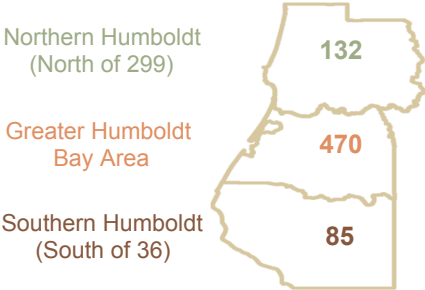 Northern Humboldt
(North of 299)
132
Greater Humboldt
Bay Area
470
Southern Humboldt
(South of 36)
85